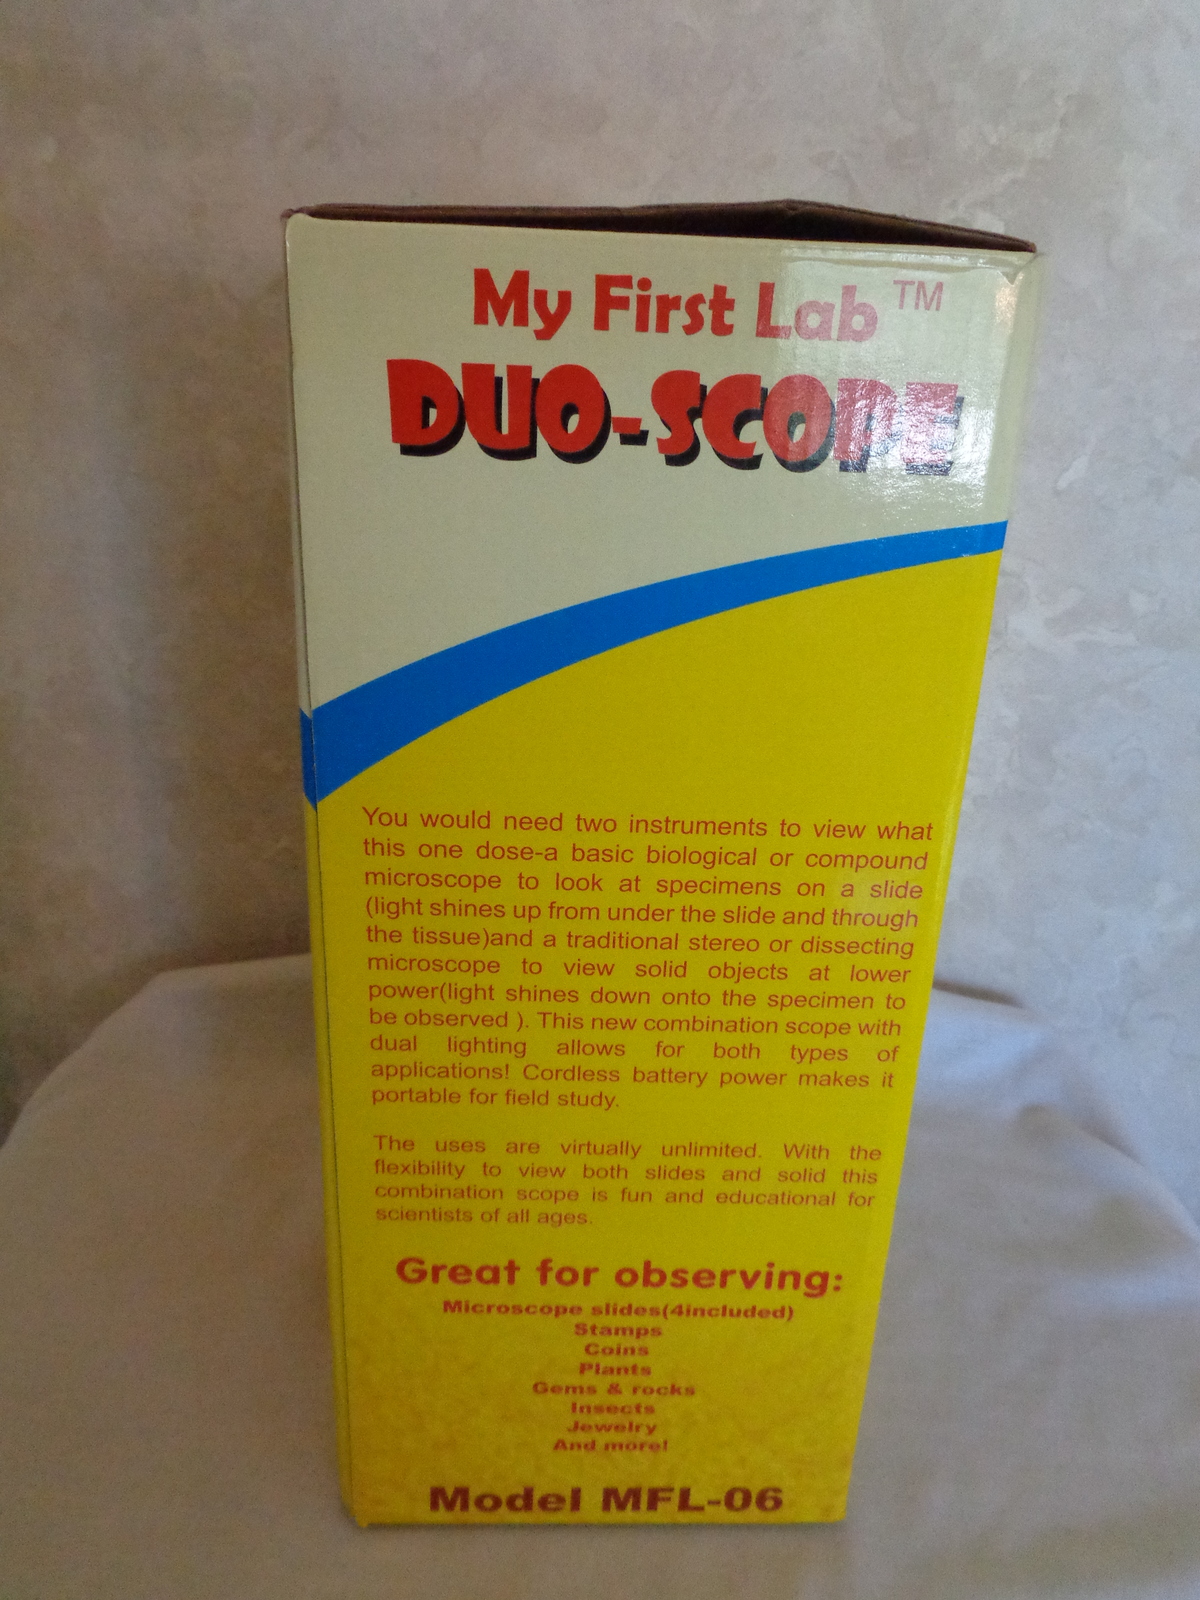 My First Lab ™
DUO-SCOPE
You would need two instruments to view what
this one dose-a basic biological or compound
microscope to look at specimens on a slide
(light shines up from under the slide and through
the tissue)and a traditional stereo or dissecting
microscope to view solid objects at lower
power(light shines down onto the specimen to
be observed ). This new combination scope with
dual lighting allows for both types of
applications! Cordless battery power makes it
portable for field study.
The uses are virtually unlimited. With the
flexibility to view both slides and solid this
combination scope is fun and educational for
scientists of all ages.
Great for observing:
Microscope slides(4included)
Stamps
Coins
Plants
Gems & rocks
Insects
Jewelry
And more!
Model MFL-06